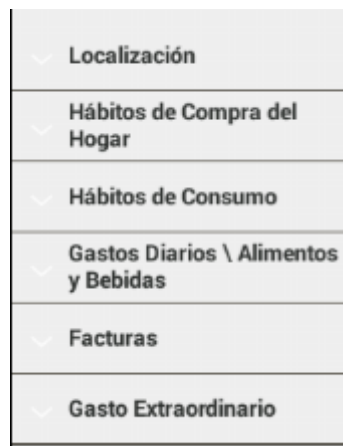 Localización
Hábitos de Compra del
Hogar
Hábitos de Consumo
Gastos Diarios \ Alimentos
y Bebidas
Facturas
Gasto Extraordinario